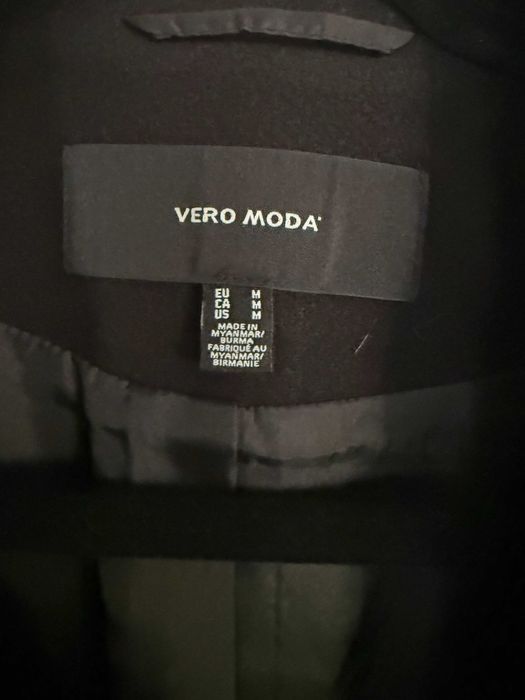 VERO MODA
EU M
CA M
US M
MADE IN
MYANMAR/
BURMA
FABRIQUÉ AU
MYANMAR/
BIRMANIE